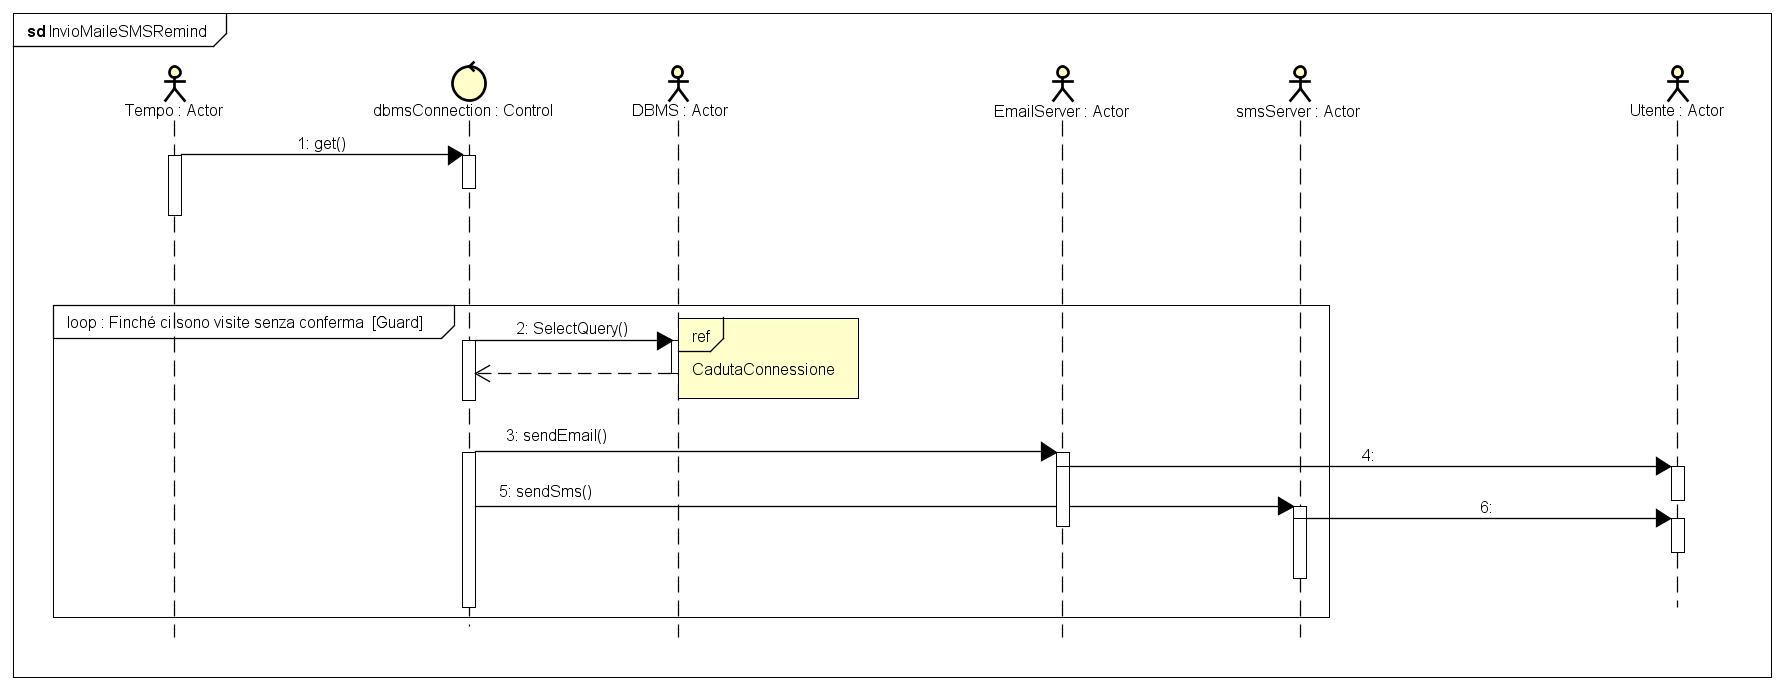 sd InvioMaileSMSRemind
Tempo : Actor
dbmsConnection : Control
DBMS : Actor
EmailServer : Actor
smsServer : Actor
Utente : Actor
1: get()
loop : Finché ci sono visite senza conferma [Guard]
2: SelectQuery()
ref
CadutaConnessione
3: sendEmail()
4:
5: sendSms()
6: